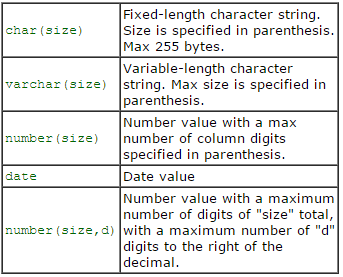 char(size)
Fixed-length character string.
Size is specified in parenthesis.
Max 255 bytes.
varchar(size)
Variable-length character
string. Max size is specified in
parenthesis.
number(size)
Number value with a max
number of column digits
specified in parenthesis.
date
Date value
number(size,d)
Number value with a maximum
number of digits of "size" total,
with a maximum number of "d"
digits to the right of the
decimal.